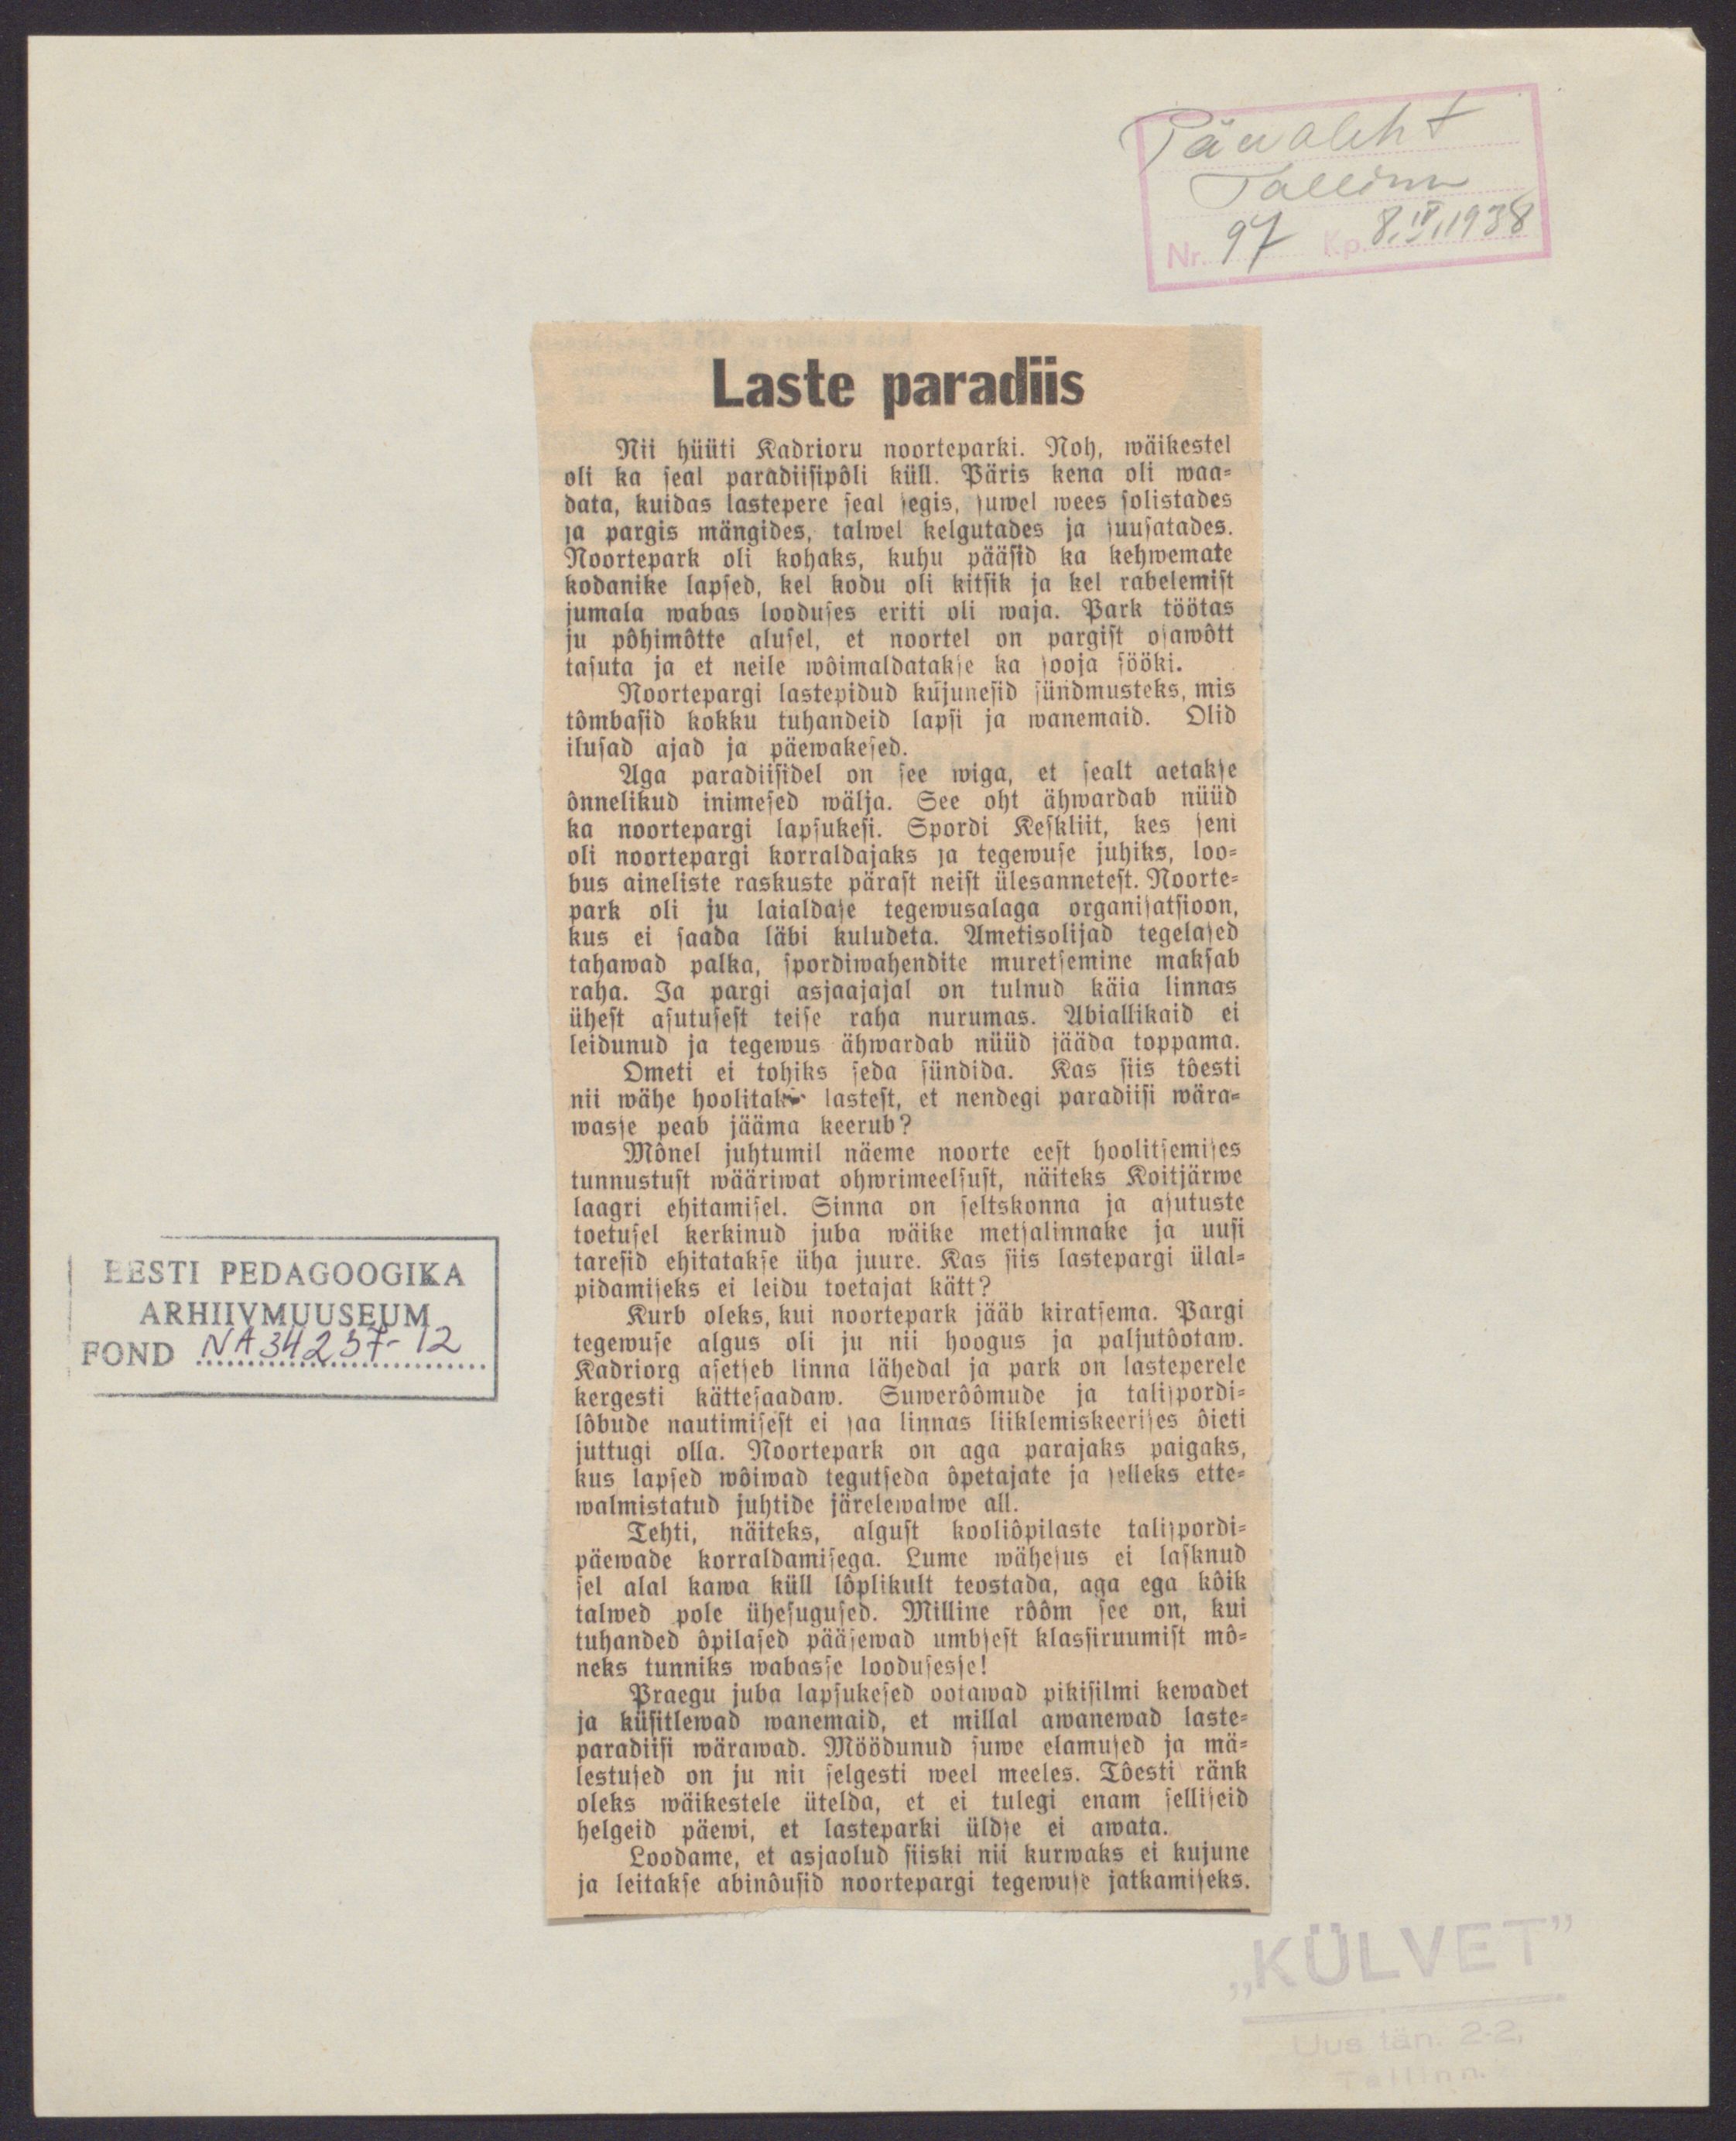 Päevaleht
Tallinn
Nr. 97 Kp. 8.IV.1938
Laste paradiis
Nii hüüti Kadrioru noorteparki. Noh, wäikestel
oli ka seal paradiisipõli küll. Päris kena oli waa-
data, kuidas lastepere seal segis, suwel wees solistades
ja pargis mängides, talwel kelgutades ja suusatades.
Noortepark oli kohaks, kuhu pääsid ka kehwemate
kodanike lapsed, kel kodu oli kitsik ja kel rabelemist
jumala wabas looduses eriti oli waja. Park töötas
ju põhimõtte alusel, et noortel on pargist osawõtt
tasuta ja et neile wõimaldatakse ka sooja sööki.
Noortepargi lastepidud kujunesid sündmusteks, mis
tõmbasid kokku tuhandeid lapsi ja wanemaid. Olid
ilusad ajad ja päewakesed.
Aga paradiisidel on see wiga, et sealt aetakse
õnnelikud inimesed wälja. See oht ähwardab nüüd
ka noortepargi lapsukesi. Spordi Keskliit, kes seni
oli noortepargi korraldajaks ja tegewuse juhiks, loo-
bus aineliste raskuste pärast neist ülesannetest. Noorte-
park oli ju laialdase tegewusalaga organisatsioon,
kus ei saada läbi kuludeta. Ametisolijad tegelased
tahawad palka, spordiwahendite muretsemine maksab
raha. Ja pargi asjaajajal on tulnud käia linnas
ühest asutusest teise raha nurumas. Abiallikaid ei
leidunud ja tegewus ähwardab nüüd jääda toppama.
Ometi ei tohiks seda sündida. Kas siis tõesti
nii wähe hoolitakse lastest, et nendegi paradiisi wära-
wasse peab jääma keerub?
Mõnel juhtumil näeme noorte eest hoolitsemises
tunnustust wääriwat ohwrimeelsust, näiteks Koitjärwe
laagri ehitamisel. Sinna on seltskonna ja asutuste
toetusel kerkinud juba wäike metsalinnake ja uusi
taresid ehitatakse üha juure. Kas siis lastepargi ülal-
pidamiseks ei leidu toetajat kätt?
Kurb oleks, kui noortepark jääb kiratsema. Pargi
tegewuse algus oli ju nii hoogus ja paljutõotaw.
Kadriorg asetseb linna lähedal ja park on lasteperele
kergesti kättesaadaw. Suwerõõmude ja talispordi-
lõbude nautimisest ei saa linnas liiklemiskeerises õieti
juttugi olla. Noortepark on aga parajaks paigaks,
kus lapsed wõiwad tegutseda õpetajate ja selleks ette-
walmistatud juhtide järelewalwe all.
Tehti, näiteks, algust kooliõpilaste talispordi-
päewade korraldamisega. Lume wähesus ei lasknud
sel alal kawa küll lõplikult teostada, aga ega kõik
talwed pole ühesugused. Milline rõõm see on, kui
tuhanded õpilased pääsewad umbsest klassiruumist mõ-
neks tunniks wabasse loodusesse!
Praegu juba lapsukesed ootawad pikisilmi kewadet
ja küsitlewad wanemaid, et millal awanewad laste-
paradiisi wärawad. Möödunud suwe elamused ja mä-
lestused on ju nii selgesti weel meeles. Tõesti ränk
oleks wäikestele ütelda, et ei tulegi enam selliseid
helgeid päewi, et lasteparki üldse ei awata.
Loodame, et asjaolud siiski nii kurwaks ei kujune
ja leitakse abinõusid noortepargi tegewuse jatkamiseks.
EESTI PEDAGOOGIKA
ARHIIVMUUSEUM
FOND NA 34237-12
„KÜLVET”
Uus tän. 2-2,
Tallinn.